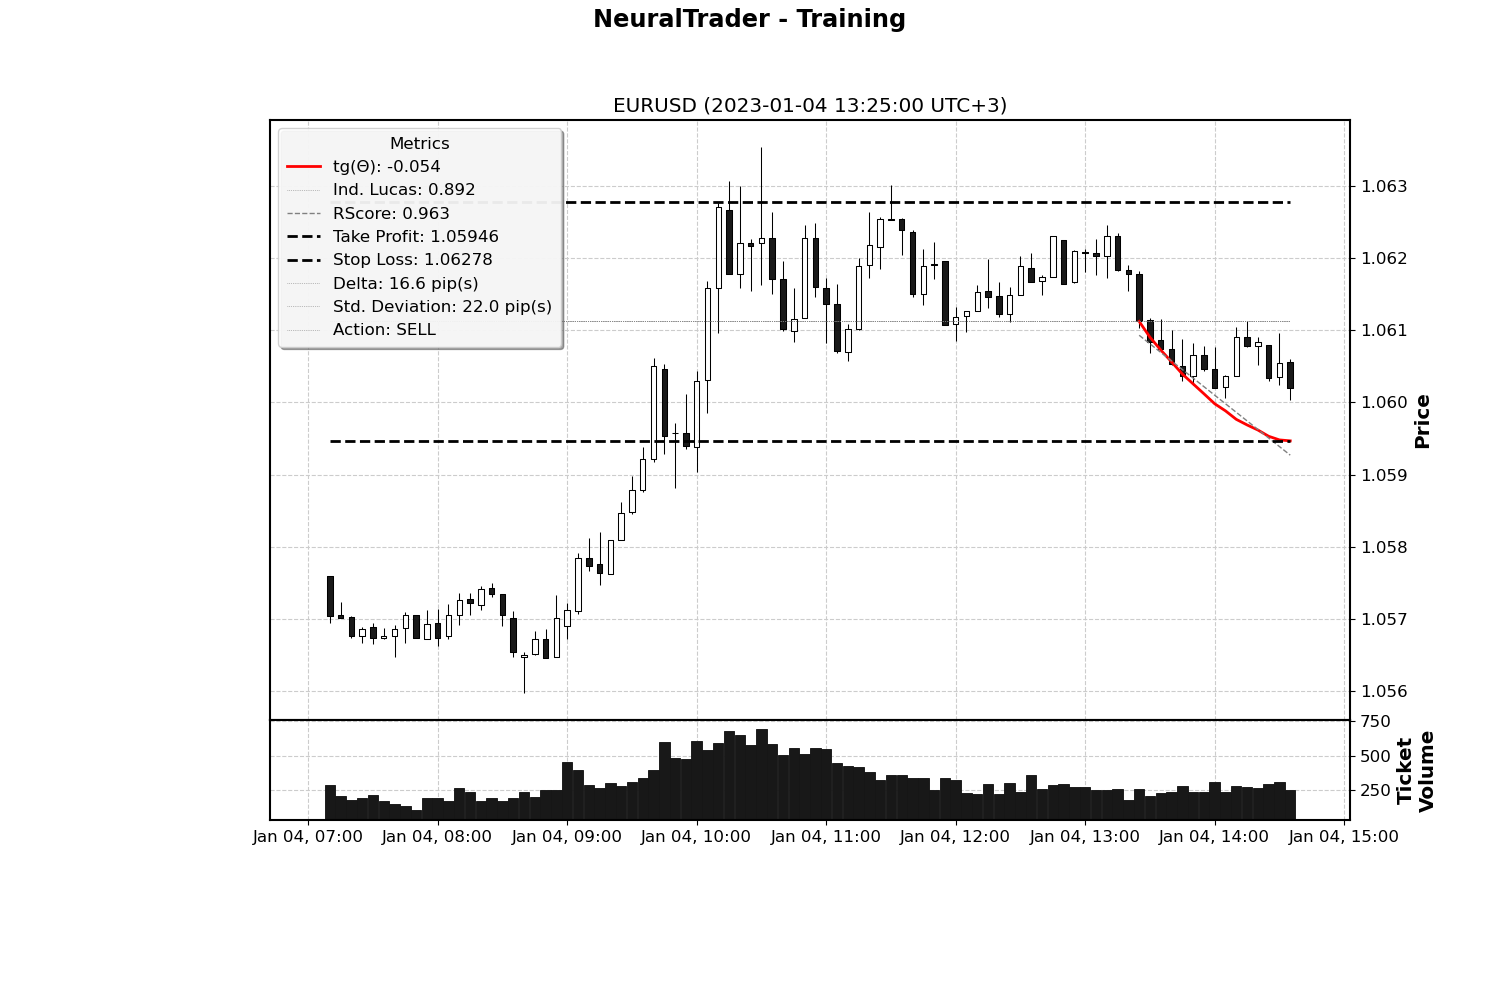 NeuralTrader - Training
EURUSD (2023-01-04 13:25:00 UTC+3)
Metrics
tg(Θ): -0.054
Ind. Lucas: 0.892
RScore: 0.963
Take Profit: 1.05946
Stop Loss: 1.06278
Delta: 16.6 pip(s)
Std. Deviation: 22.0 pip(s)
Action: SELL
1.063
1.062
1.061
1.060
1.059
1.058
1.057
1.056
Price
750
500
250
Ticket
Volume
Jan 04, 07:00
Jan 04, 08:00
Jan 04, 09:00
Jan 04, 10:00
Jan 04, 11:00
Jan 04, 12:00
Jan 04, 13:00
Jan 04, 14:00
Jan 04, 15:00